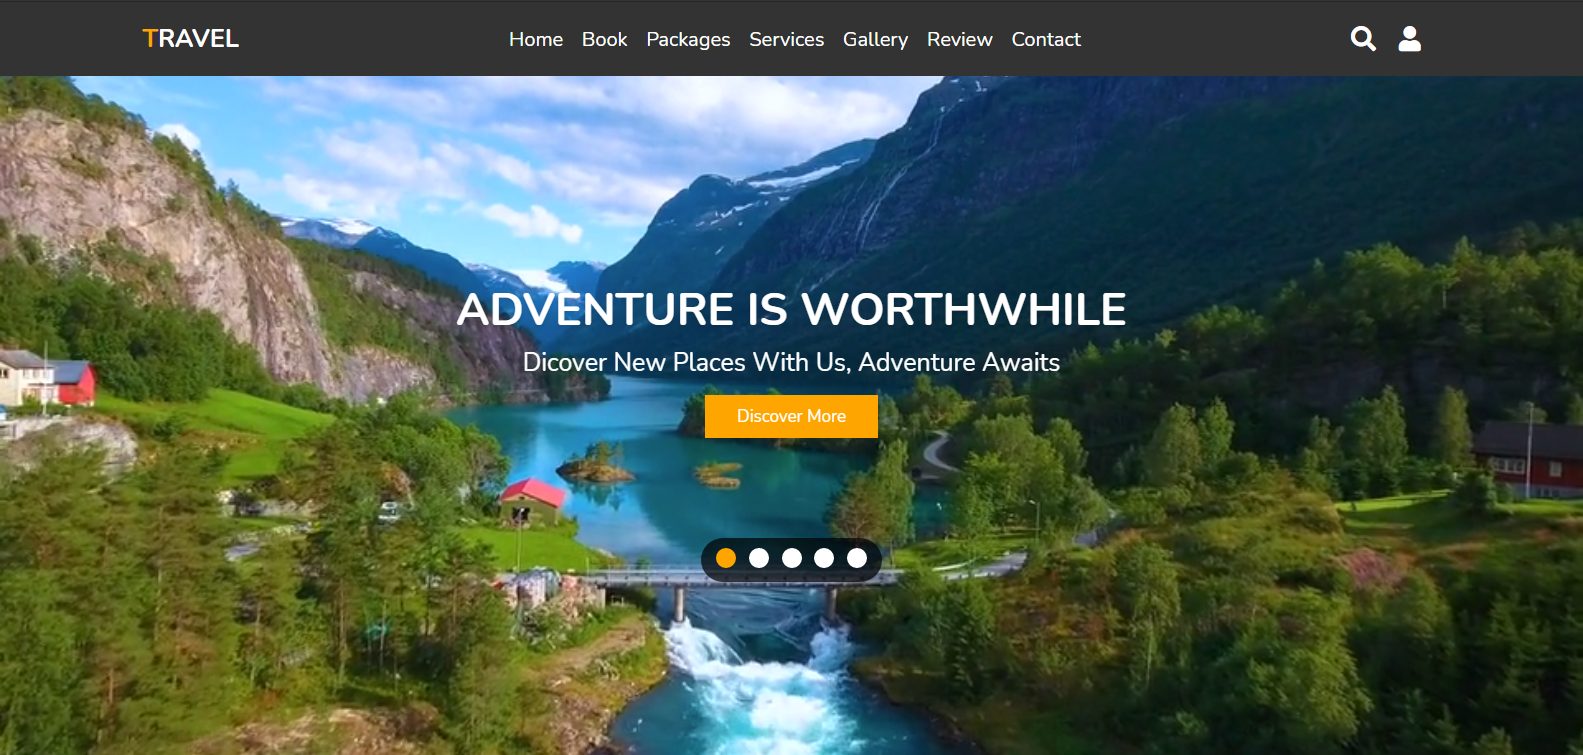 TRAVEL
Home Book Packages Services Gallery Review Contact
ADVENTURE IS WORTHWHILE
Dicover New Places With Us, Adventure Awaits
Discover More